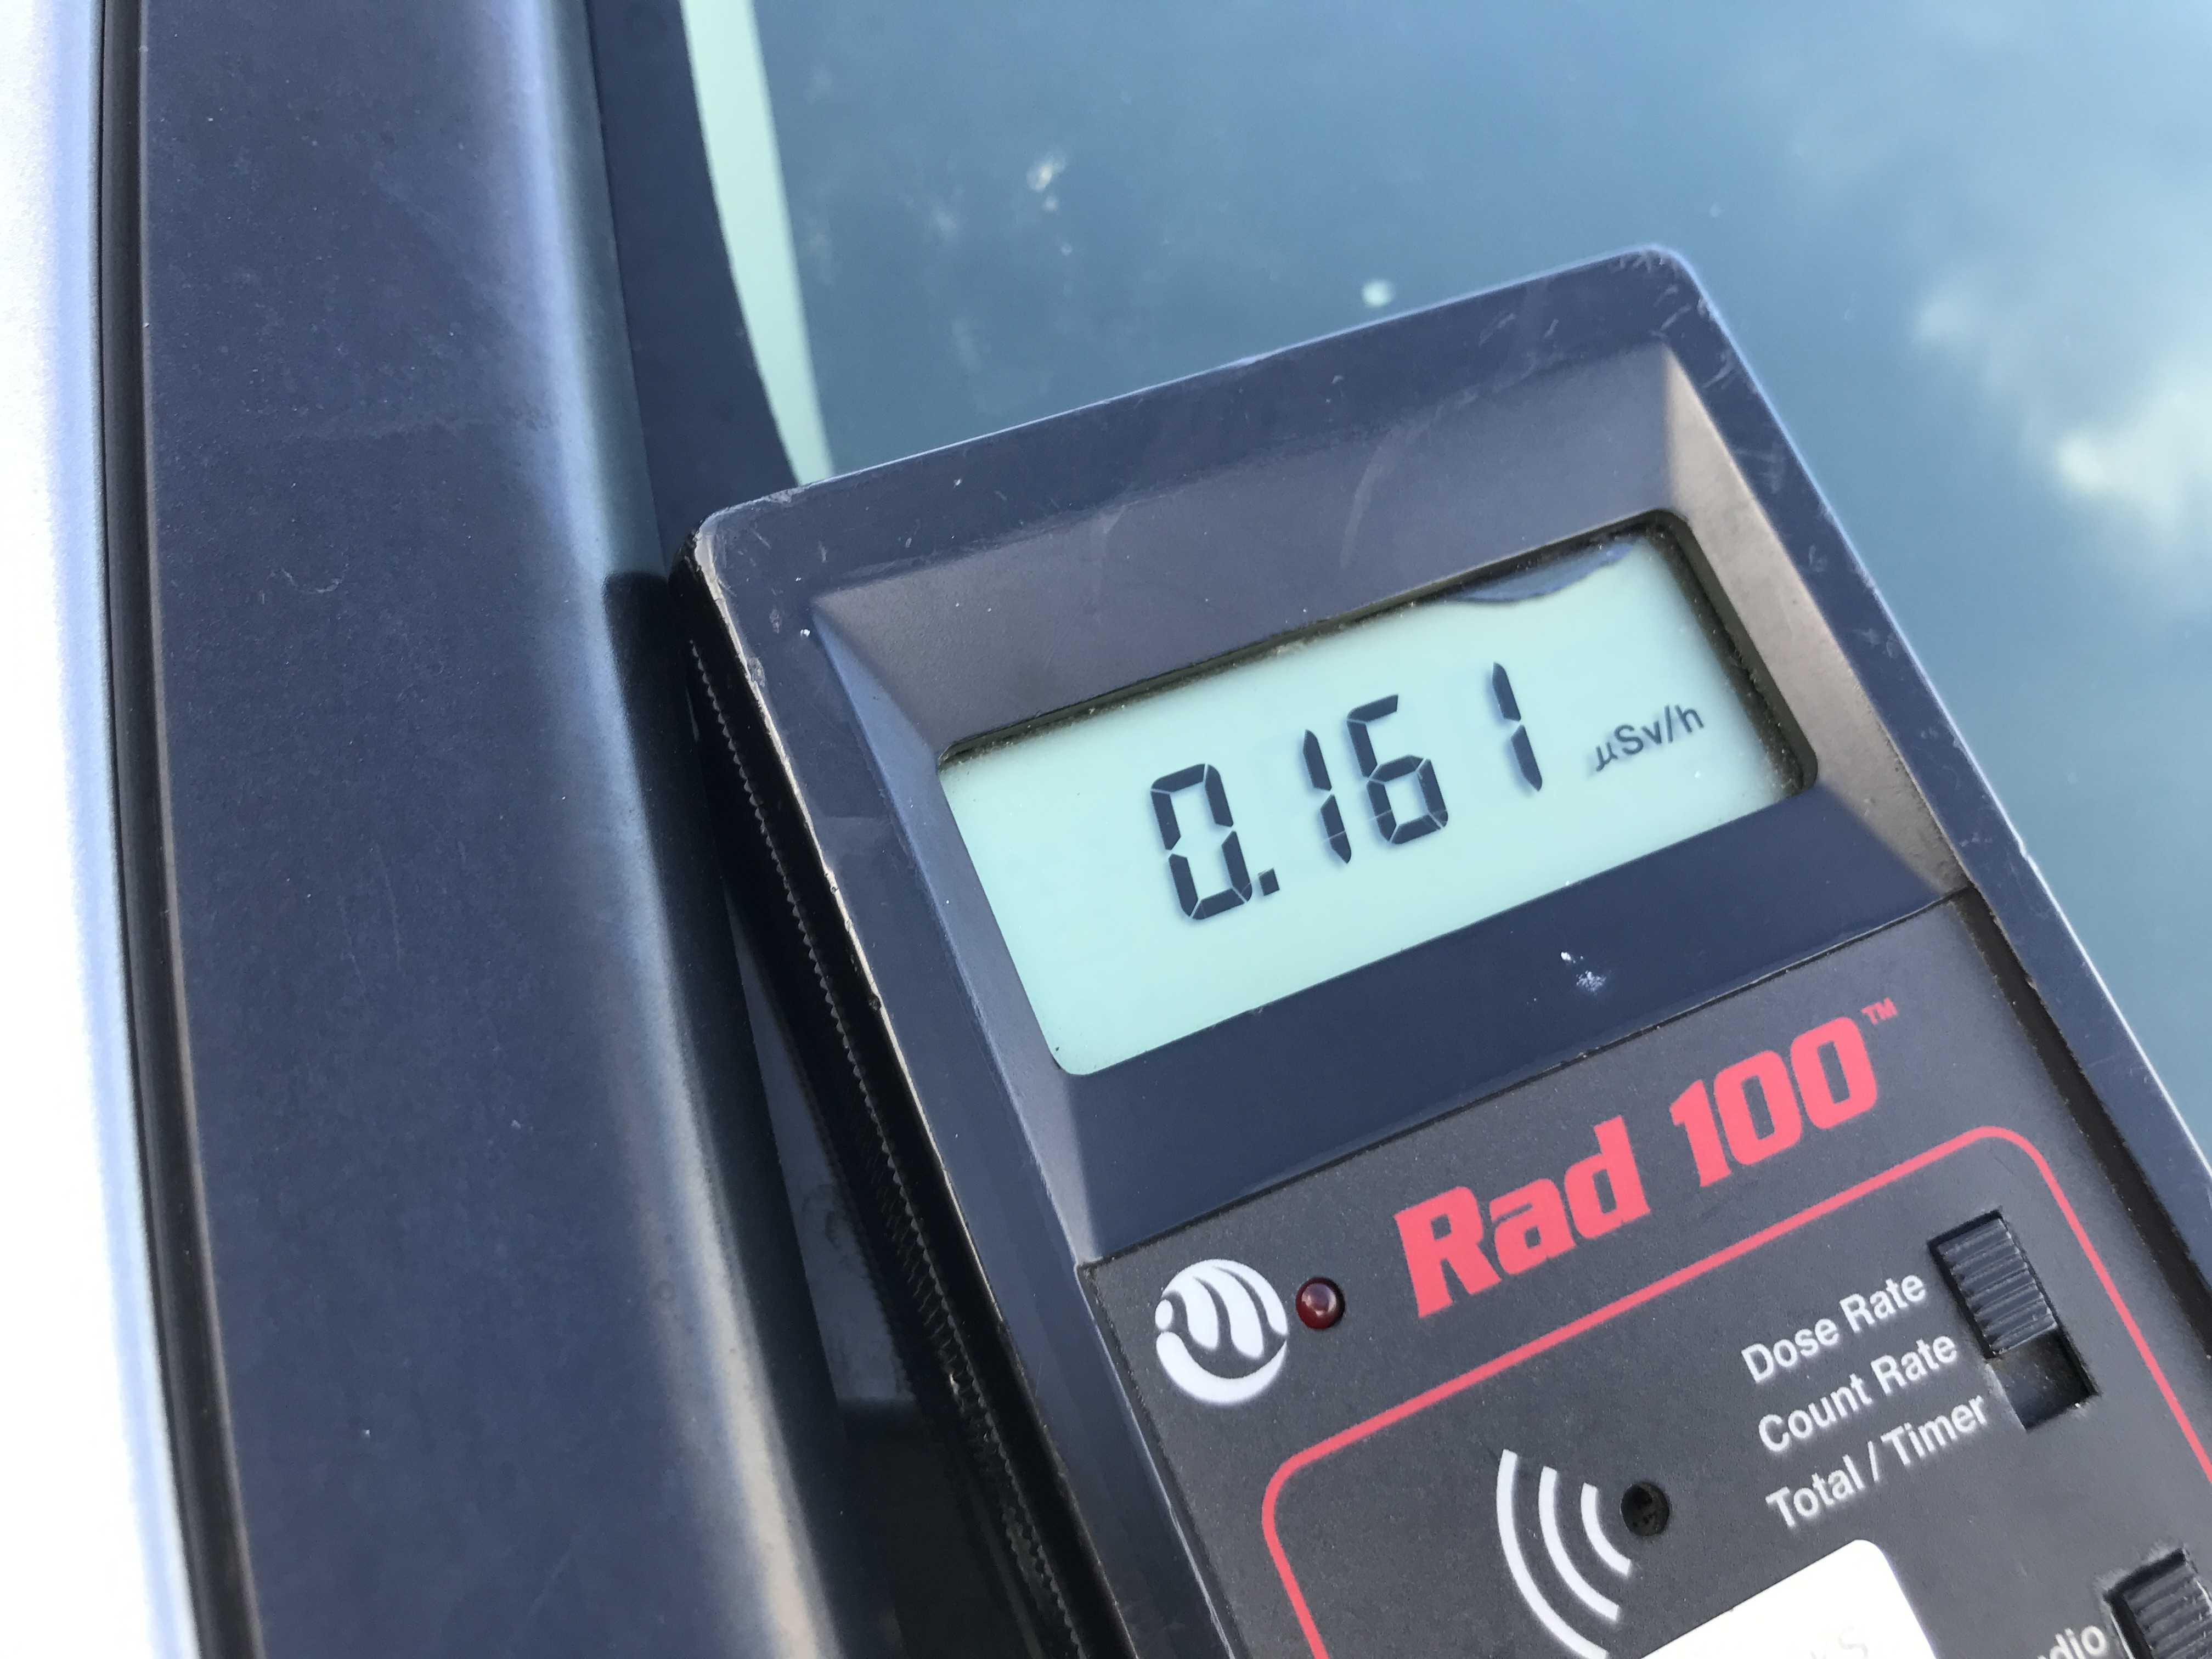 0.161 µSv/h
Rad 100™
Dose Rate
Count Rate
Total / Timer